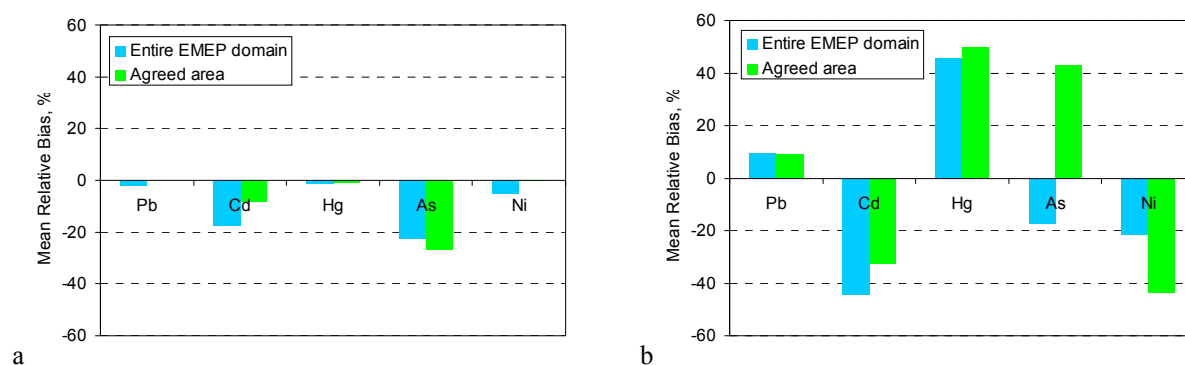 60
40
20
0
-20
-40
-60
Mean Relative Bias, %
Entire EMEP domain
Agreed area
Pb Cd Hg As Ni
a
60
40
20
0
-20
-40
-60
Mean Relative Bias, %
Entire EMEP domain
Agreed area
Pb Cd Hg As Ni
b